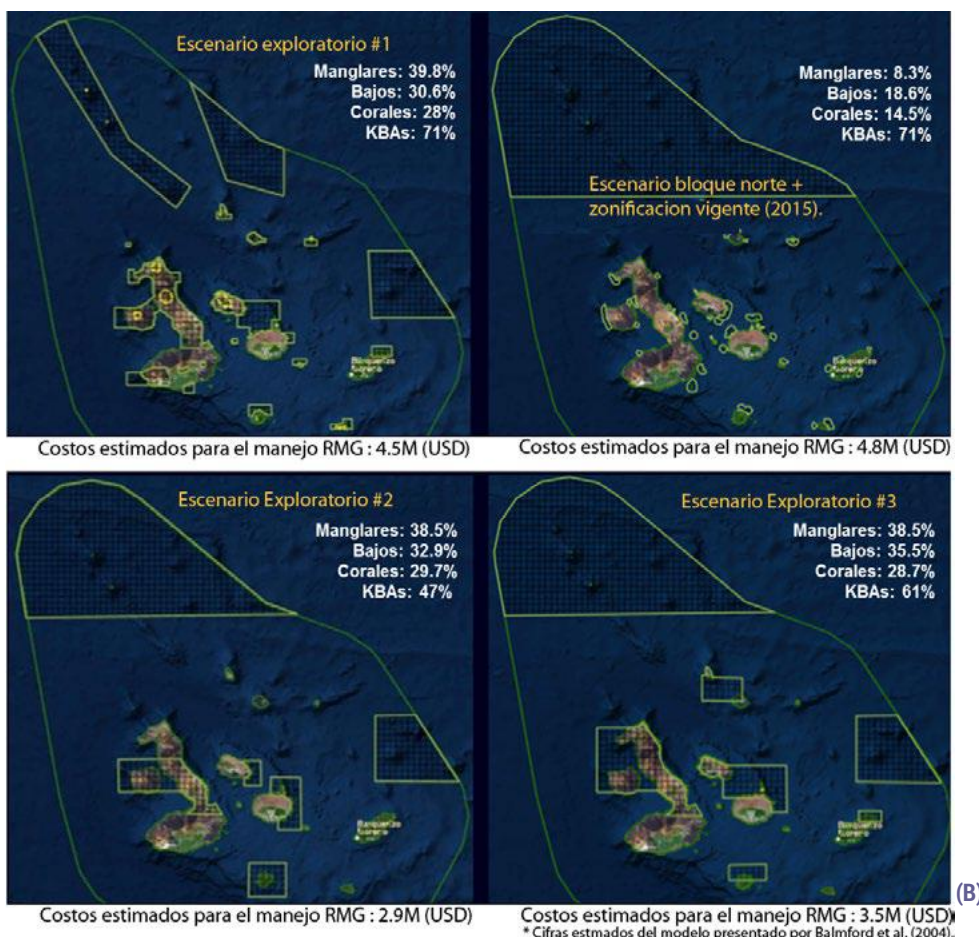 Escenario exploratorio #1
Manglares: 39.8%
Bajos: 30.6%
Corales: 28%
KBAs: 71%
Costos estimados para el manejo RMG : 4.5M (USD)
Manglares: 8.3%
Bajos: 18.6%
Corales: 14.5%
KBAs: 71%
Escenario bloque norte +
zonificacion vigente (2015).
Costos estimados para el manejo RMG : 4.8M (USD)
Escenario Exploratorio #2
Manglares: 38.5%
Bajos: 32.9%
Corales: 29.7%
KBAs: 47%
Costos estimados para el manejo RMG : 2.9M (USD)
Escenario Exploratorio #3
Manglares: 38.5%
Bajos: 35.5%
Corales: 28.7%
KBAs: 61%
Costos estimados para el manejo RMG : 3.5M (USD)
* Cifras estmados del modelo presentado por Balmford et al. (2004).
(B)